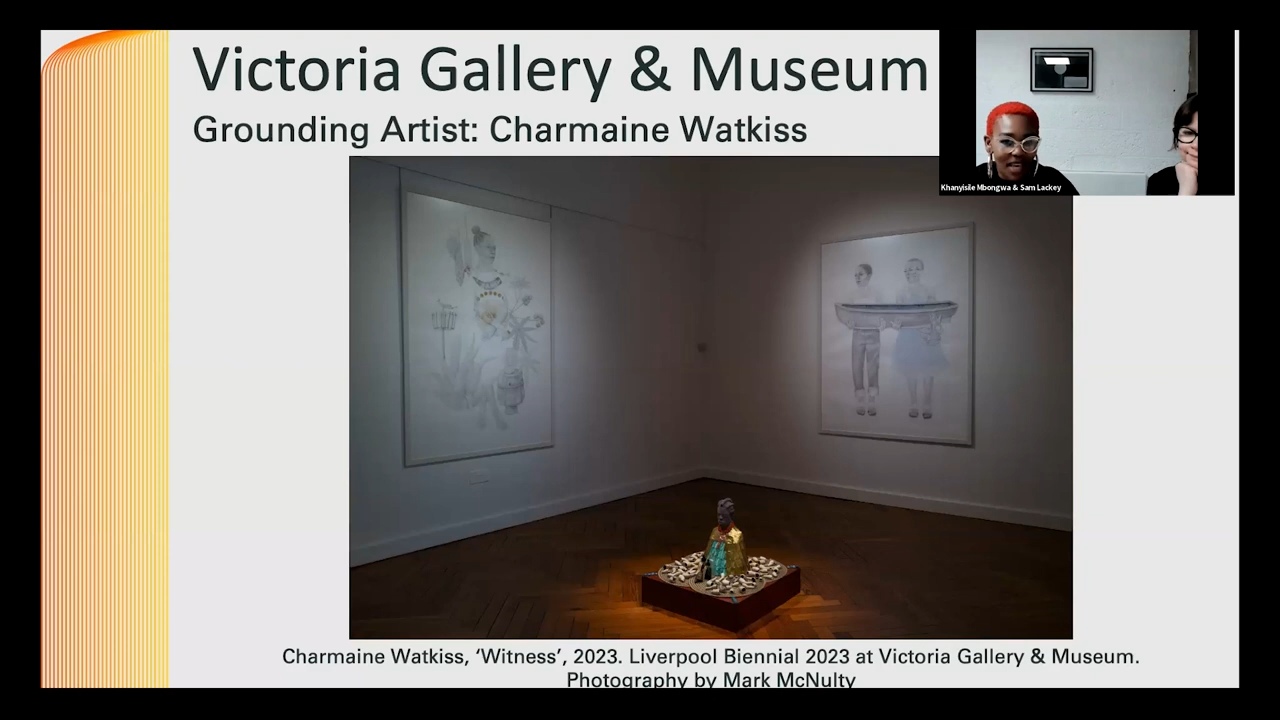 Victoria Gallery & Museum
Grounding Artist: Charmaine Watkiss
Khanyisile Mbongwa & Sam Lackey
Charmaine Watkiss, ‘Witness’, 2023. Liverpool Biennial 2023 at Victoria Gallery & Museum.
Photography by Mark McNulty